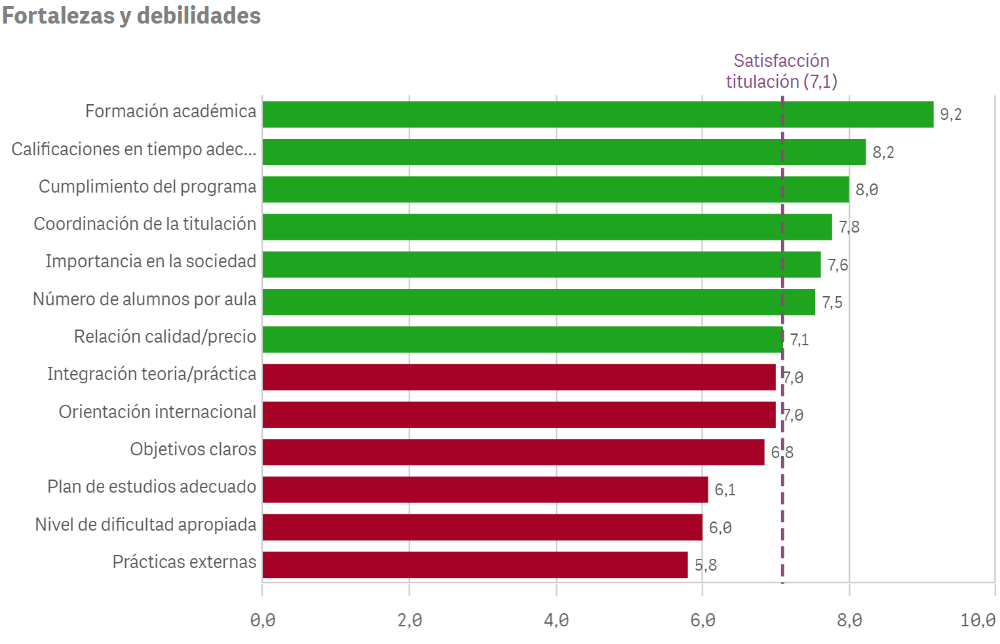 Fortalezas y debilidades
Satisfacción
titulación (7,1)
Formación académica 9,2
Calificaciones en tiempo adec... 8,2
Cumplimiento del programa 8,0
Coordinación de la titulación 7,8
Importancia en la sociedad 7,6
Número de alumnos por aula 7,5
Relación calidad/precio 7,1
Integración teoria/práctica 7,0
Orientación internacional 7,0
Objetivos claros 6,8
Plan de estudios adecuado 6,1
Nivel de dificultad apropiada 6,0
Prácticas externas 5,8
0,0 2,0 4,0 6,0 8,0 10,0